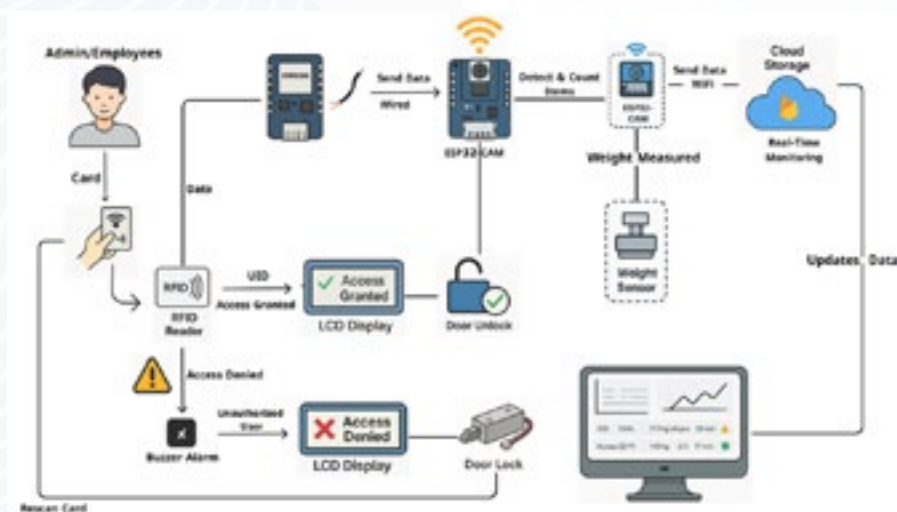 Admin/Employees
Card
Data
Send Data
Wired
ESP32-CAM
Detect & Count
Items
ESP32-
CAM
Send Data
WiFi
Cloud
Storage
Real-Time
Monitoring
Weight Measured
Weight
Sensor
Updates Data
RFID
RFID
Reader
UID
Access Granted
Access
Granted
LCD Display
Door Unlock
Access Denied
Buzzer Alarm
Unauthorized
User
Access
Denied
LCD Display
Door Lock
Rescan Card